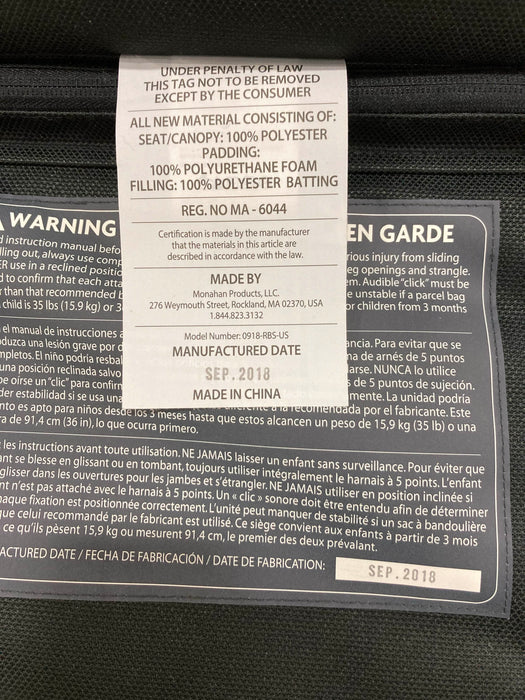 UNDER PENALTY OF LAW
THIS TAG NOT TO BE REMOVED
EXCEPT BY THE CONSUMER
ALL NEW MATERIAL CONSISTING OF:
SEAT/CANOPY: 100% POLYESTER
PADDING:
100% POLYURETHANE FOAM
FILLING: 100% POLYESTER BATTING
REG. NO MA - 6044
Certification is made by the manufacturer
that the materials in this article are
described in accordance with the law.
MADE BY
Monahan Products, LLC.
276 Weymouth Street, Rockland, MA 02370, USA
1.844.823.3132
Model Number: 0918-RBS-US
MANUFACTURED DATE
SEP. 2018
MADE IN CHINA
WARNING EN GARDE
instruction manual befo rious injury from sliding
lling out, always use comp eg openings and strangle.
ER use in a reclined positio em. Audible "click" must be
d to confirm that each atta e unstable if a parcel bag
r than that recommended b or children from 3 months
child is 35 lbs (15.9 kg) or 3
el manual de instrucciones a ancia. Para evitar que se
oduzca una lesión grave por d na de arnés de 5 puntos
mpletos. El niño podría resbal arse. NUNCA lo utilice
una posición reclinada salvo s de 5 puntos de sujeción.
be oírse un "clic" para confirm mente. La unidad podría
der estabilidad si se usa una diferente a la recomendada por el fabricante. Este
nto es apto para niños desde los 3 meses hasta que estos alcancen un peso de 15,9 kg (35 lb) o una
ra de 91,4 cm (36 in), lo que ocurra primero.
les instructions avant toute utilisation. NE JAMAIS laisser un enfant sans surveillance. Pour éviter que
ant se blesse en glissant ou en tombant, toujours utiliser intégralement le harnais à 5 points. L'enfant
glisser dans les ouvertures pour les jambes et s'étrangler. NE JAMAIS utiliser en position inclinée si
nt n'est pas attaché avec le harnais à 5 points. Un « clic » sonore doit être entendu afin de déterminer
haque fixation est positionnée correctement. L'unité peut manquer de stabilité si un sac à bandoulière
que celui recommandé par le fabricant est utilisé. Ce siège convient aux enfants à partir de 3 mois
ce qu'ils pèsent 15,9 kg ou mesurent 91,4 cm, le premier des deux prévalant.
ACTURED DATE / FECHA DE FABRICACIÓN / DATE DE FABRICATION: SEP. 2018